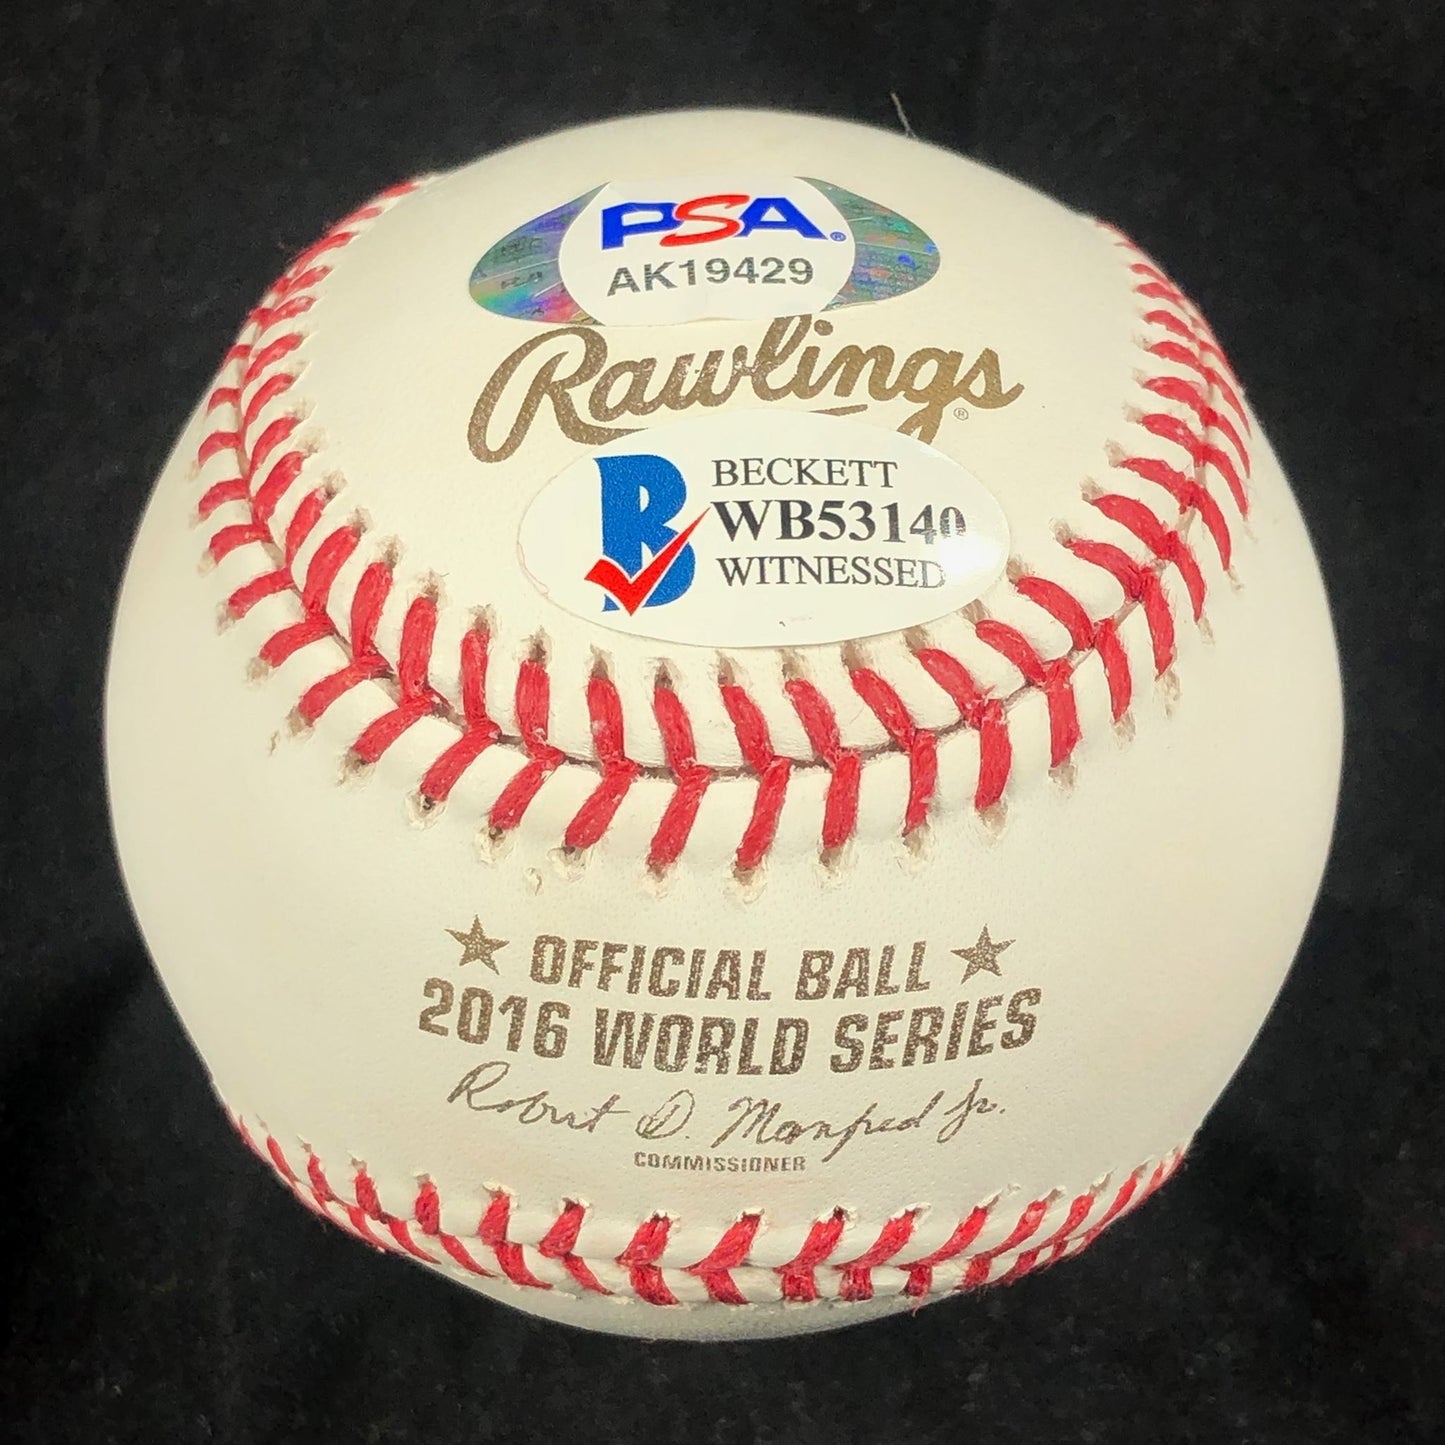 PSA®
AK19429
Rawlings®
B BECKETT
WB53140
WITNESSED
OFFICIAL BALL
2016 WORLD SERIES
Robert D. Manfred Jr.
COMMISSIONER